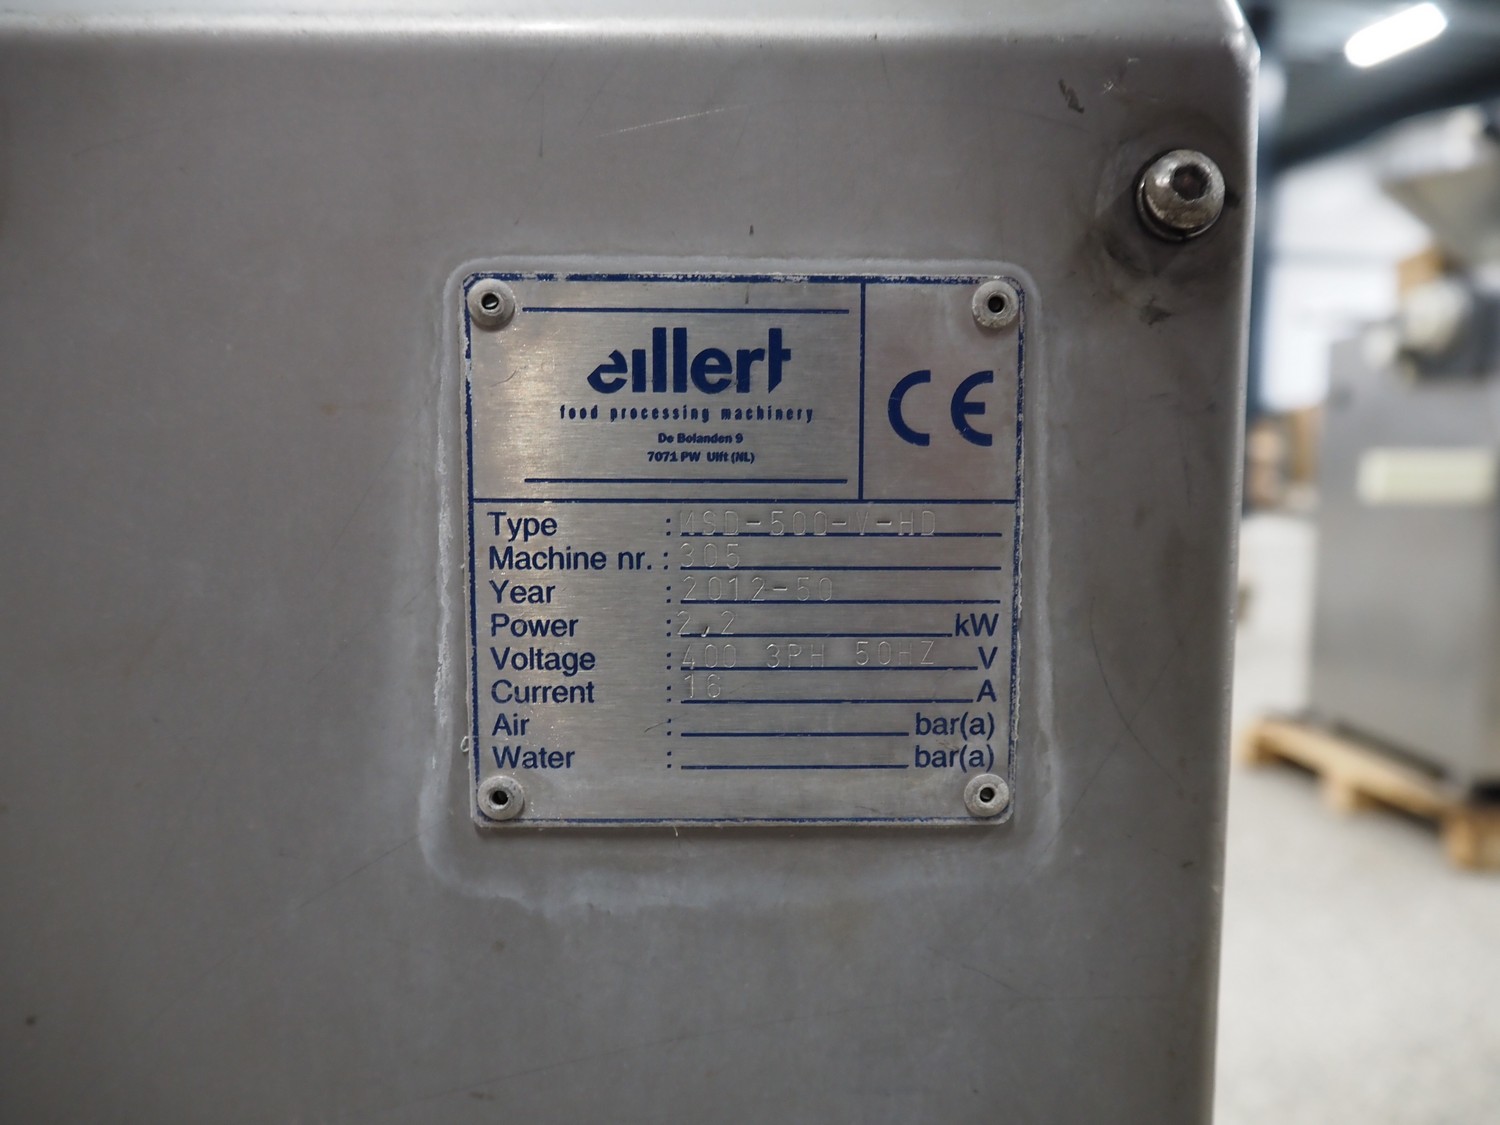 eillert
food processing machinery
De Bolanden 9
7071 PW Ulft (NL)
CE
Type : MSD-500-V-HD
Machine nr. : 305
Year : 2012-50
Power : 2,2 kW
Voltage : 400 3PH 50HZ V
Current : 16 A
Air : bar(a)
Water : bar(a)